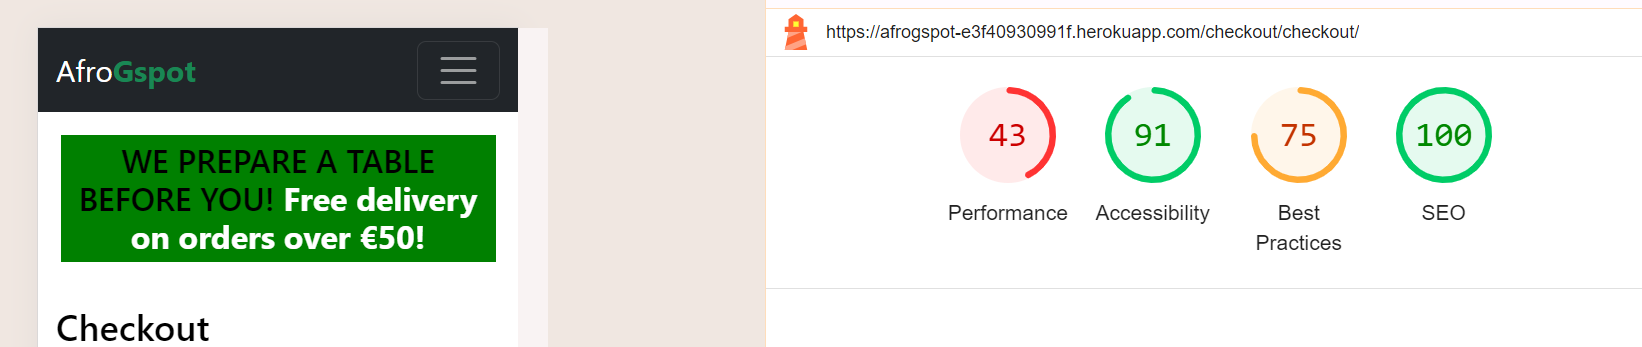 AfroGspot
WE PREPARE A TABLE
BEFORE YOU! Free delivery
on orders over €50!
Checkout
https://afrogspot-e3f40930991f.herokuapp.com/checkout/checkout/
43
91
75
100
Performance
Accessibility
Best
Practices
SEO